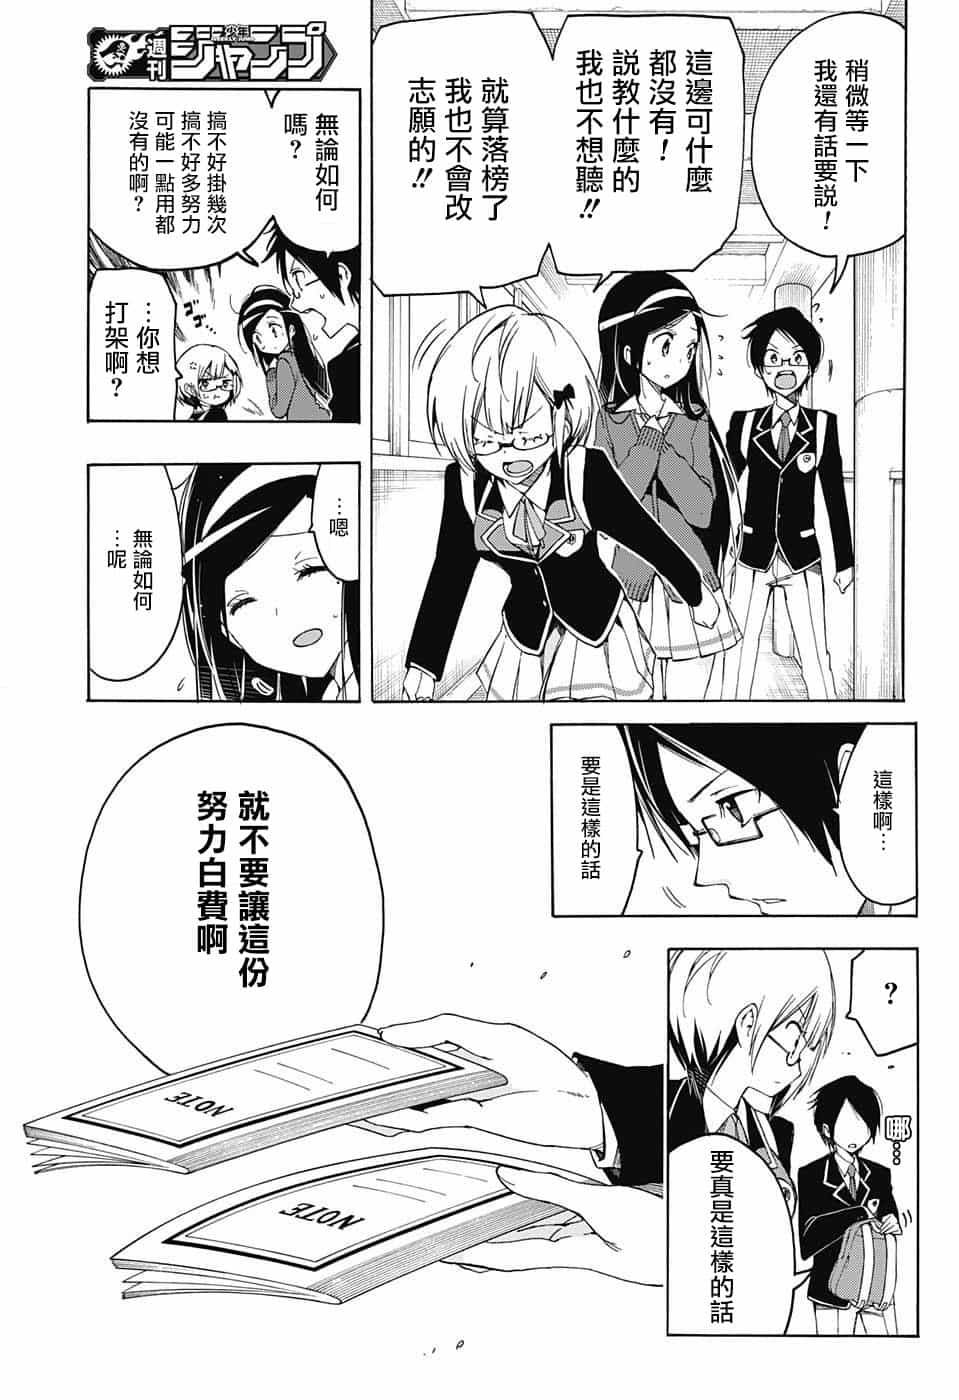 稍微等一下
我還有話要說！
這邊可什麼
都沒有！
說教什麼的
我也不想聽!!
就算落榜了
我也不會改
志願的!!
週刊
少年
ジャンプ
無論如何
嗎？
搞不好掛幾次
搞不好多努力
可能一點用都
沒有的啊？
…你想
打架啊？
…嗯
無論如何
…呢
這樣啊…
要是這樣的話
？
哪……
要真是這樣的話
就不要讓這份
努力白費啊
NOTE
NOTE